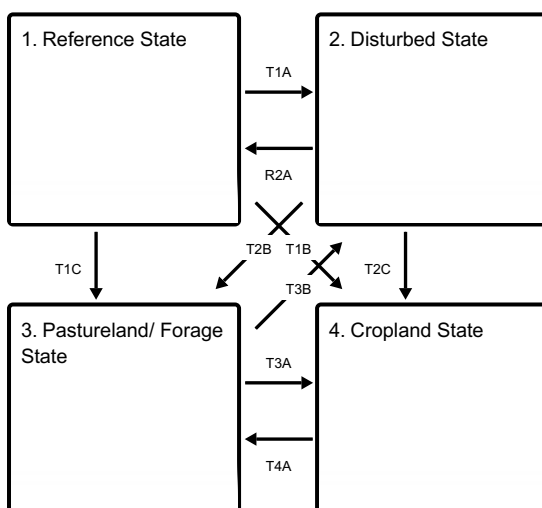 1. Reference State
2. Disturbed State
T1A
R2A
T2B
T1B
T1C
T2C
T3B
3. Pastureland/ Forage
State
4. Cropland State
T3A
T4A